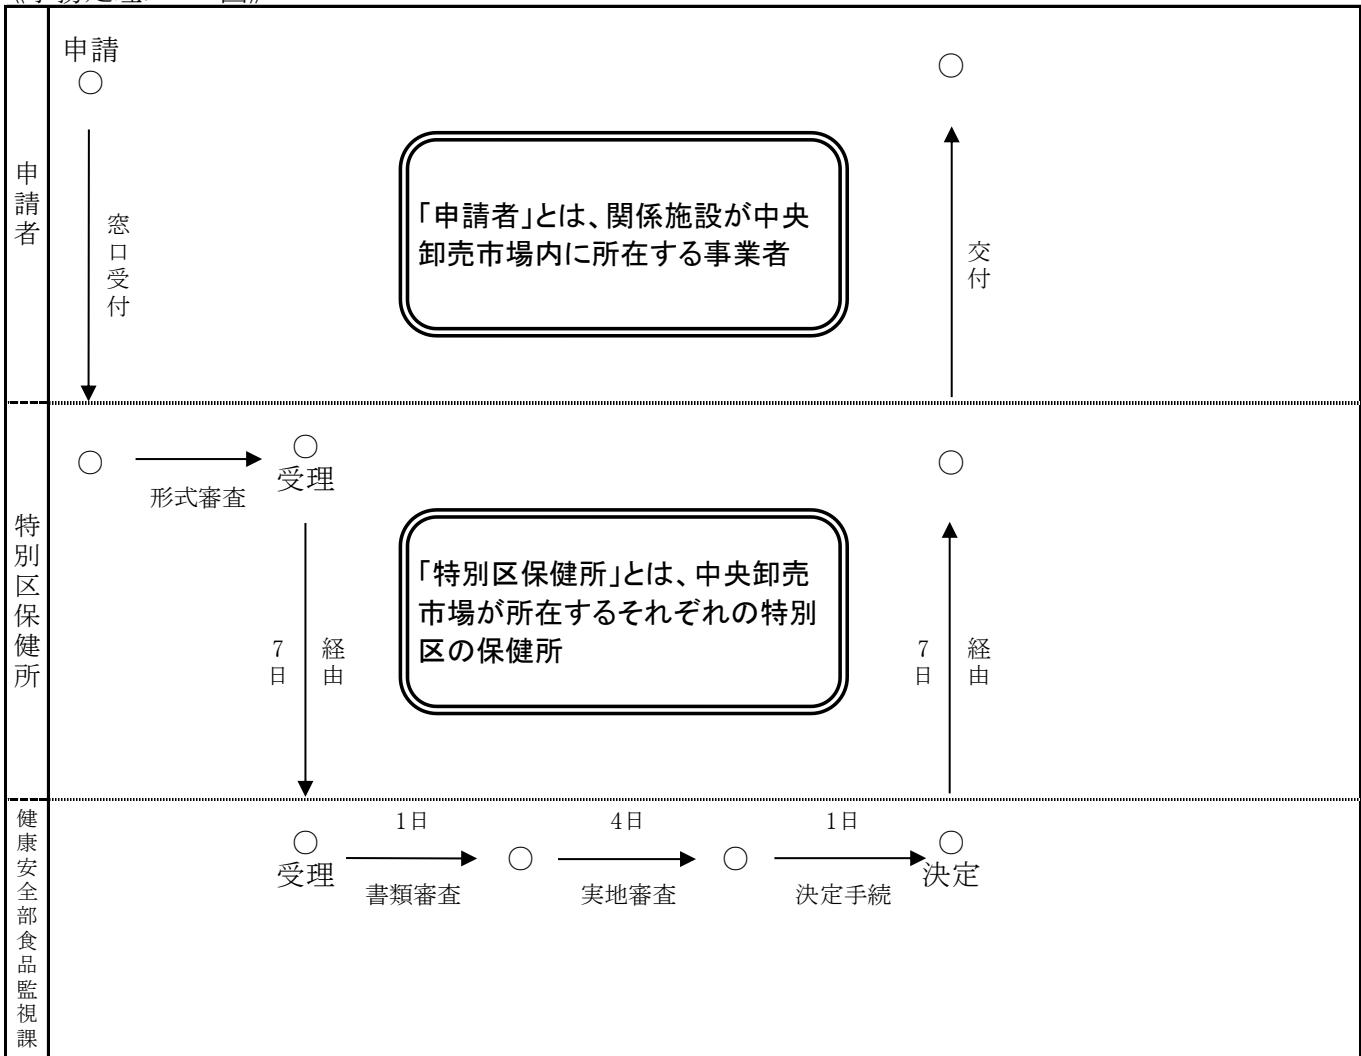 申請者
申請
窓口受付
「申請者」とは、関係施設が中央
卸売市場内に所在する事業者
交付
特別区保健所
形式審査
受理
7日
経由
「特別区保健所」とは、中央卸売
市場が所在するそれぞれの特別
区の保健所
7日
経由
健康安全部食品監視課
受理
1日
書類審査
4日
実地審査
1日
決定手続
決定